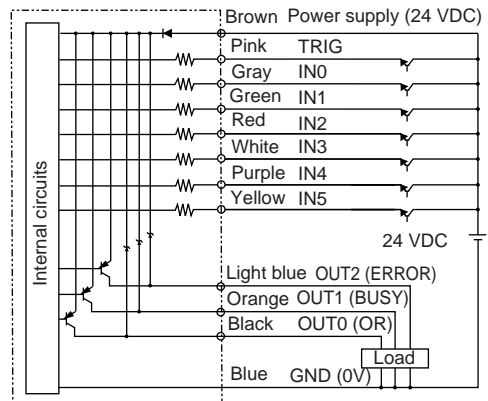 Brown Power supply (24 VDC)
Pink TRIG
Gray IN0
Green IN1
Red IN2
White IN3
Purple IN4
Yellow IN5
Internal circuits
24 VDC
Light blue OUT2 (ERROR)
Orange OUT1 (BUSY)
Black OUT0 (OR)
Load
Blue GND (0V)